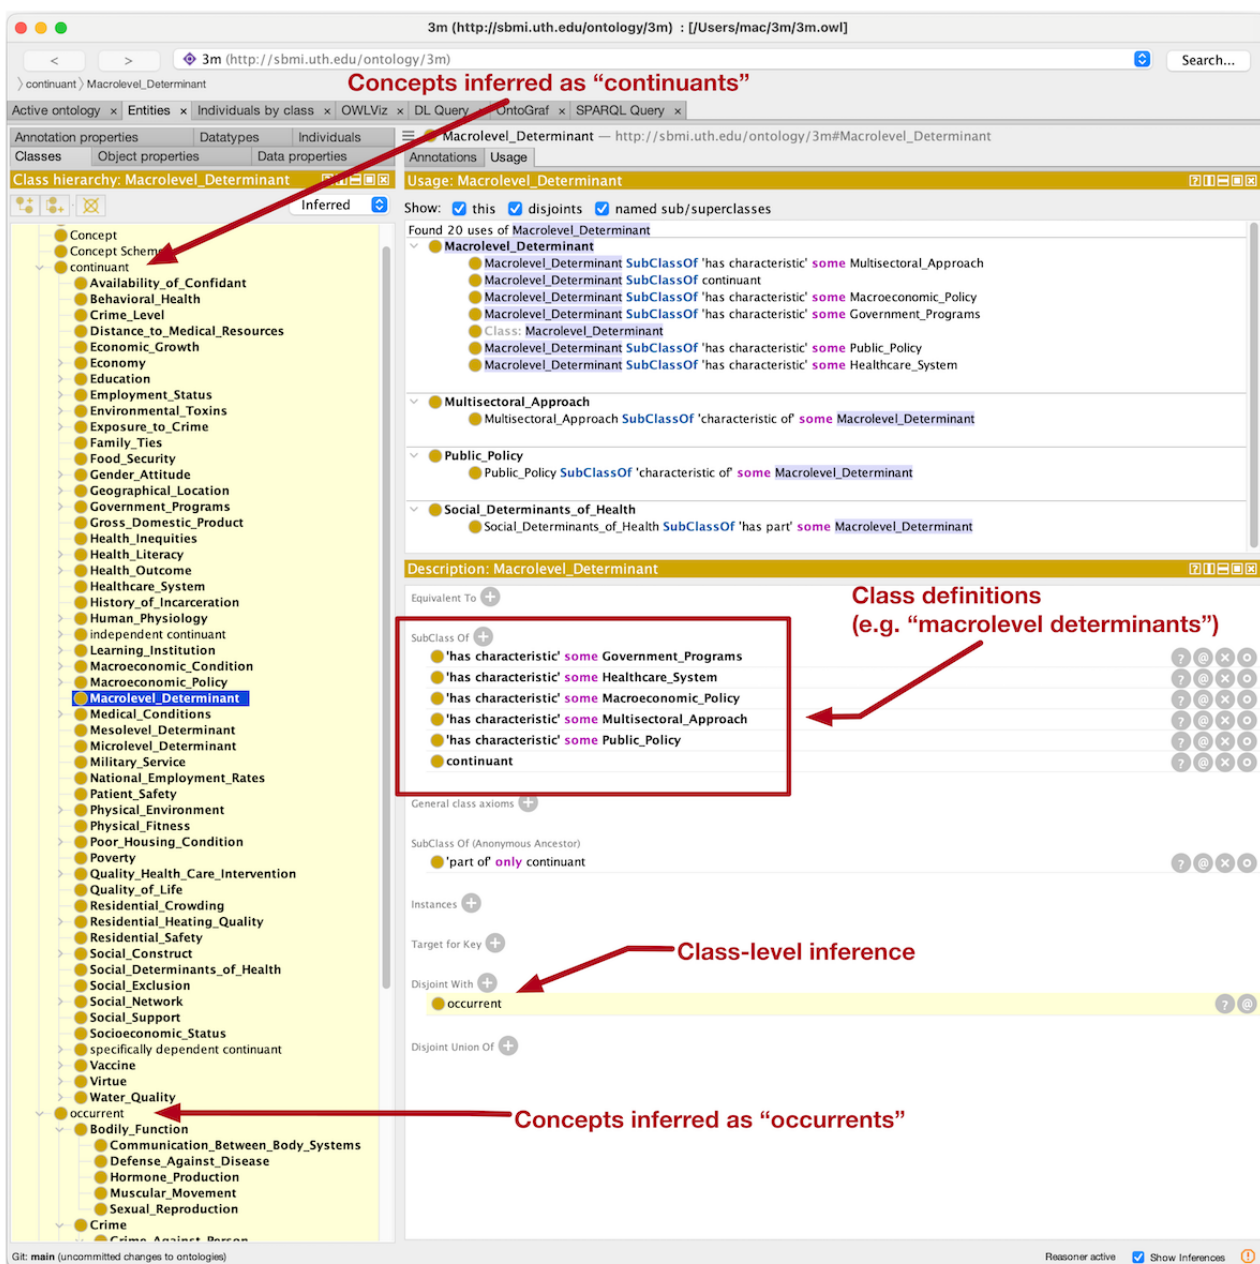 3m (http://sbmi.uth.edu/ontology/3m) : [/Users/mac/3m/3m.owl]
< > 3m (http://sbmi.uth.edu/ontology/3m) Search...
continuant Macrolevel_Determinant
Concepts inferred as “continuants”
Active ontology × Entities × Individuals by class × OWLViz × DL Query × OntoGraf × SPARQL Query ×
Annotation properties Datatypes Individuals
Classes Object properties Data properties
Class hierarchy: Macrolevel_Determinant
Inferred
Concept
Concept Scheme
continuant
Availability_of_Confidant
Behavioral_Health
Crime_Level
Distance_to_Medical_Resources
Economic_Growth
Economy
Education
Employment_Status
Environmental_Toxins
Exposure_to_Crime
Family_Ties
Food_Security
Gender_Attitude
Geographical_Location
Government_Programs
Gross_Domestic_Product
Health_Inequities
Health_Literacy
Health_Outcome
Healthcare_System
History_of_Incarceration
Human_Physiology
independent continuant
Learning_Institution
Macroeconomic_Condition
Macroeconomic_Policy
Macrolevel_Determinant
Medical_Conditions
Mesolevel_Determinant
Microlevel_Determinant
Military_Service
National_Employment_Rates
Patient_Safety
Physical_Environment
Physical_Fitness
Poor_Housing_Condition
Poverty
Quality_Health_Care_Intervention
Quality_of_Life
Residential_Crowding
Residential_Heating_Quality
Residential_Safety
Social_Construct
Social_Determinants_of_Health
Social_Exclusion
Social_Network
Social_Support
Socioeconomic_Status
specifically dependent continuant
Vaccine
Virtue
Water_Quality
occurrent
Bodily_Function
Communication_Between_Body_Systems
Defense_Against_Disease
Hormone_Production
Muscular_Movement
Sexual_Reproduction
Crime
Crime_Against_Person
Macrolevel_Determinant — http://sbmi.uth.edu/ontology/3m#Macrolevel_Determinant
Annotations Usage
Usage: Macrolevel_Determinant
Show: this disjoints named sub/superclasses
Found 20 uses of Macrolevel_Determinant
Macrolevel_Determinant
Macrolevel_Determinant SubClassOf 'has characteristic' some Multisectoral_Approach
Macrolevel_Determinant SubClassOf continuant
Macrolevel_Determinant SubClassOf 'has characteristic' some Macroeconomic_Policy
Macrolevel_Determinant SubClassOf 'has characteristic' some Government_Programs
Class: Macrolevel_Determinant
Macrolevel_Determinant SubClassOf 'has characteristic' some Public_Policy
Macrolevel_Determinant SubClassOf 'has characteristic' some Healthcare_System
Multisectoral_Approach
Multisectoral_Approach SubClassOf 'characteristic of' some Macrolevel_Determinant
Public_Policy
Public_Policy SubClassOf 'characteristic of' some Macrolevel_Determinant
Social_Determinants_of_Health
Social_Determinants_of_Health SubClassOf 'has part' some Macrolevel_Determinant
Description: Macrolevel_Determinant
Equivalent To
Class definitions
(e.g. “macrolevel determinants”)
SubClass Of
'has characteristic' some Government_Programs
'has characteristic' some Healthcare_System
'has characteristic' some Macroeconomic_Policy
'has characteristic' some Multisectoral_Approach
'has characteristic' some Public_Policy
continuant
General class axioms
SubClass Of (Anonymous Ancestor)
'part of' only continuant
Instances
Target for Key
Class-level inference
Disjoint With
occurrent
Disjoint Union Of
Concepts inferred as “occurrents”
Git: main (uncommitted changes to ontologies)
Reasoner active Show Inferences